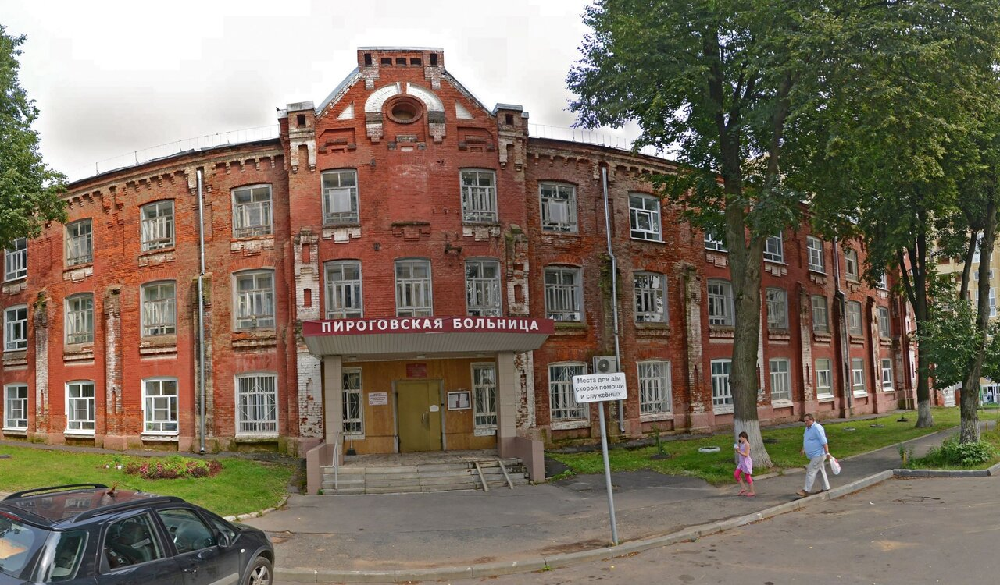 ПИРОГОВСКАЯ БОЛЬНИЦА
Места для а/м
скорой помощи
и служебных